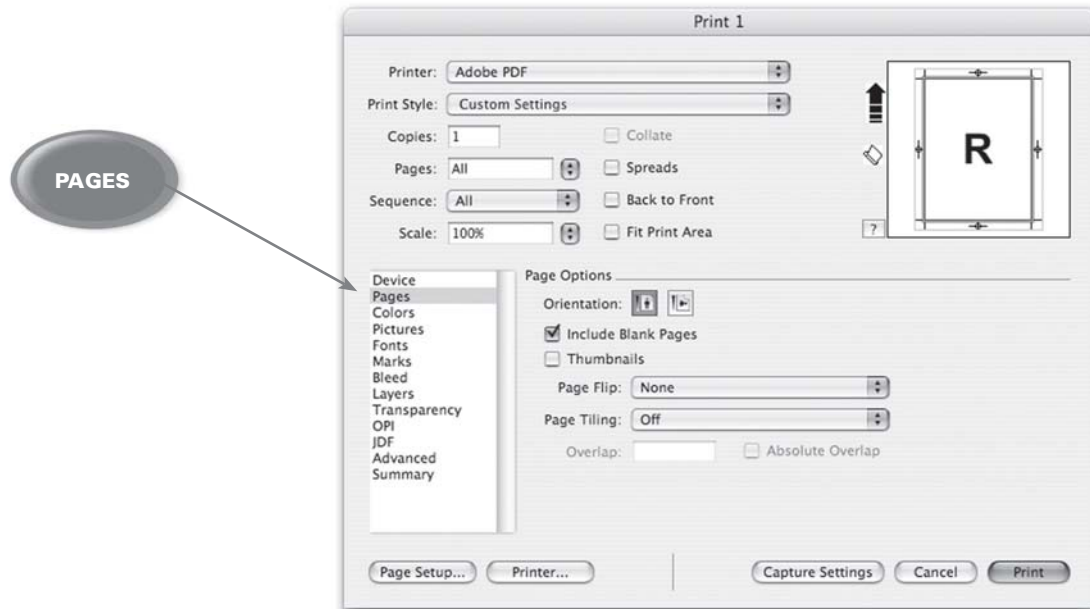 Print 1
Printer: Adobe PDF
Print Style: Custom Settings
Copies: 1 Collate
Pages: All Spreads
Sequence: All Back to Front
Scale: 100% Fit Print Area
R
?
PAGES
Device
Pages
Colors
Pictures
Fonts
Marks
Bleed
Layers
Transparency
OPI
JDF
Advanced
Summary
Page Options
Orientation:
Include Blank Pages
Thumbnails
Page Flip: None
Page Tiling: Off
Overlap: Absolute Overlap
Page Setup... Printer... Capture Settings Cancel Print